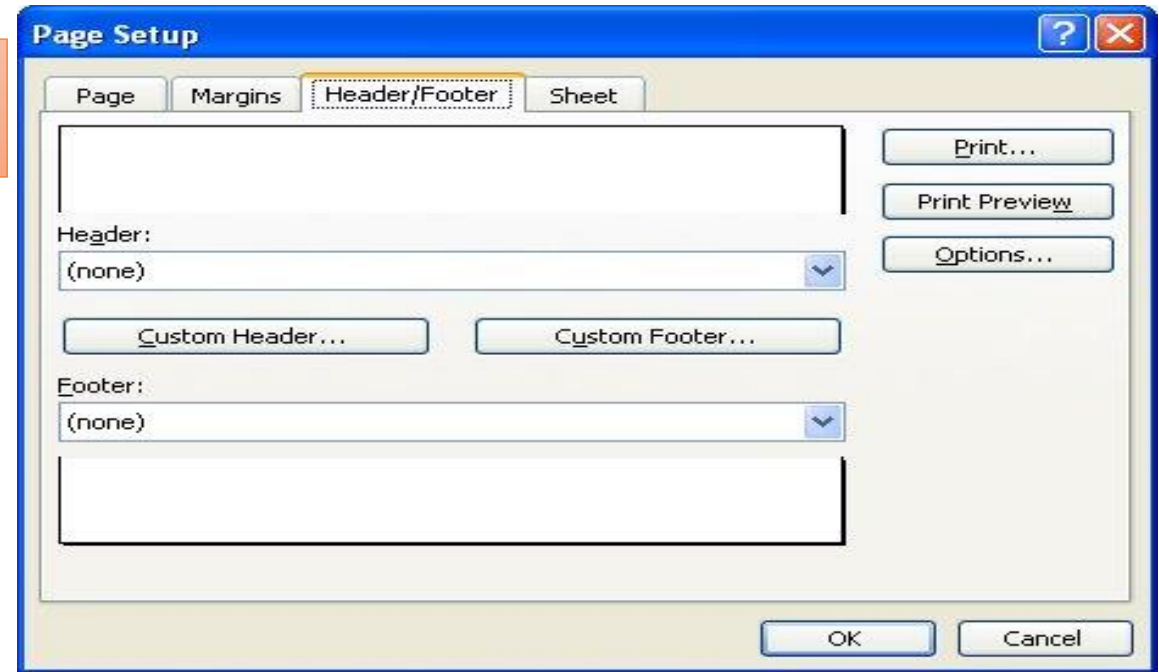 Page Setup
Page Margins Header/Footer Sheet
Print...
Print Preview
Options...
Header:
(none)
Custom Header... Custom Footer...
Footer:
(none)
OK Cancel